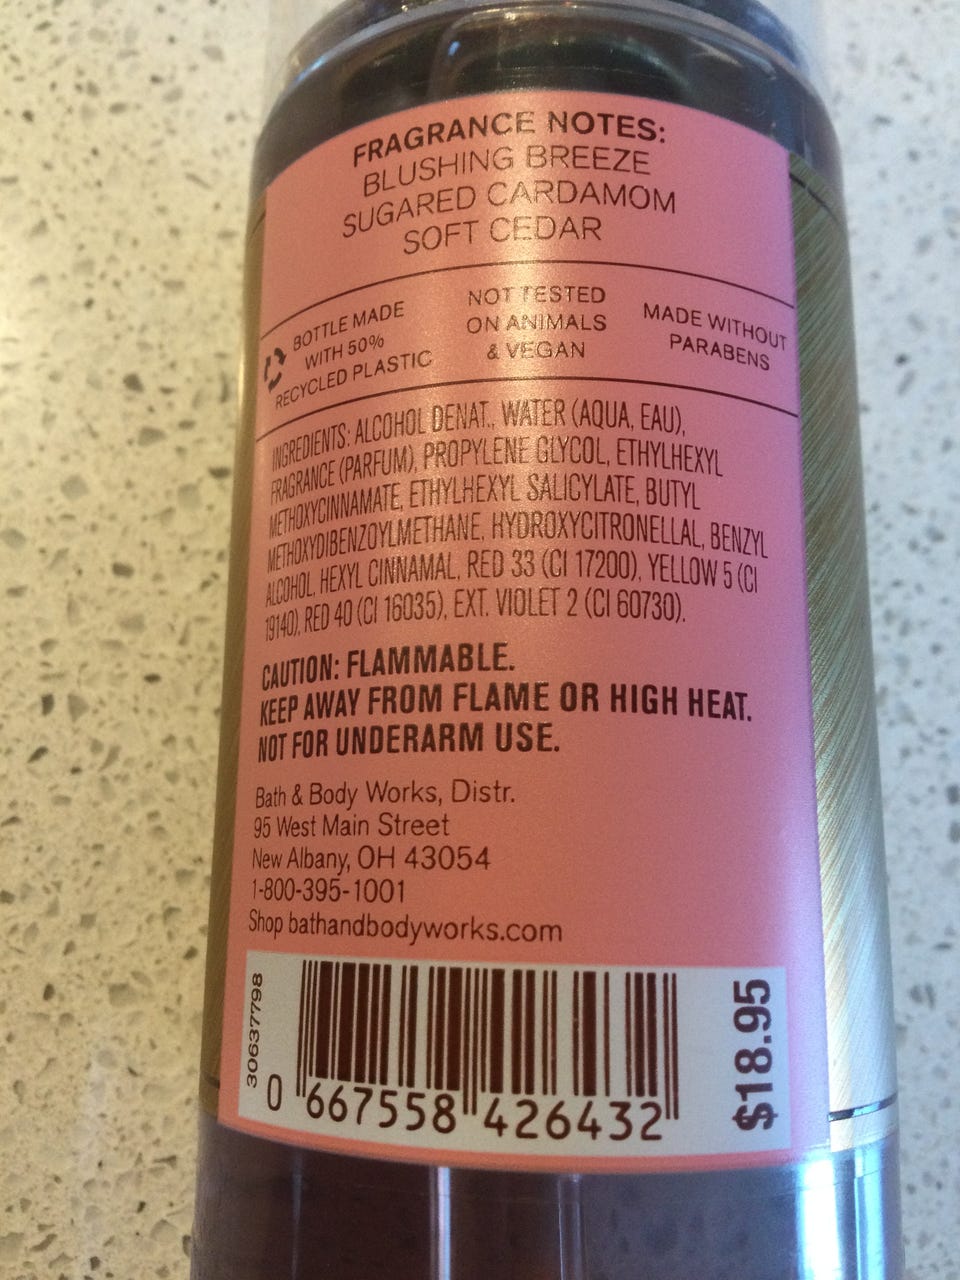 FRAGRANCE NOTES:
BLUSHING BREEZE
SUGARED CARDAMOM
SOFT CEDAR
BOTTLE MADE
WITH 50%
RECYCLED PLASTIC
NOT TESTED
ON ANIMALS
& VEGAN
MADE WITHOUT
PARABENS
INGREDIENTS: ALCOHOL DENAT., WATER (AQUA, EAU),
FRAGRANCE (PARFUM), PROPYLENE GLYCOL, ETHYLHEXYL
METHOXYCINNAMATE, ETHYLHEXYL SALICYLATE, BUTYL
METHOXYDIBENZOYLMETHANE, HYDROXYCITRONELLAL, BENZYL
ALCOHOL, HEXYL CINNAMAL, RED 33 (CI 17200), YELLOW 5 (CI
19140), RED 40 (CI 16035), EXT. VIOLET 2 (CI 60730).
CAUTION: FLAMMABLE.
KEEP AWAY FROM FLAME OR HIGH HEAT.
NOT FOR UNDERARM USE.
Bath & Body Works, Distr.
95 West Main Street
New Albany, OH 43054
1-800-395-1001
Shop bathandbodyworks.com
30637798
0 667558 426432
$18.95